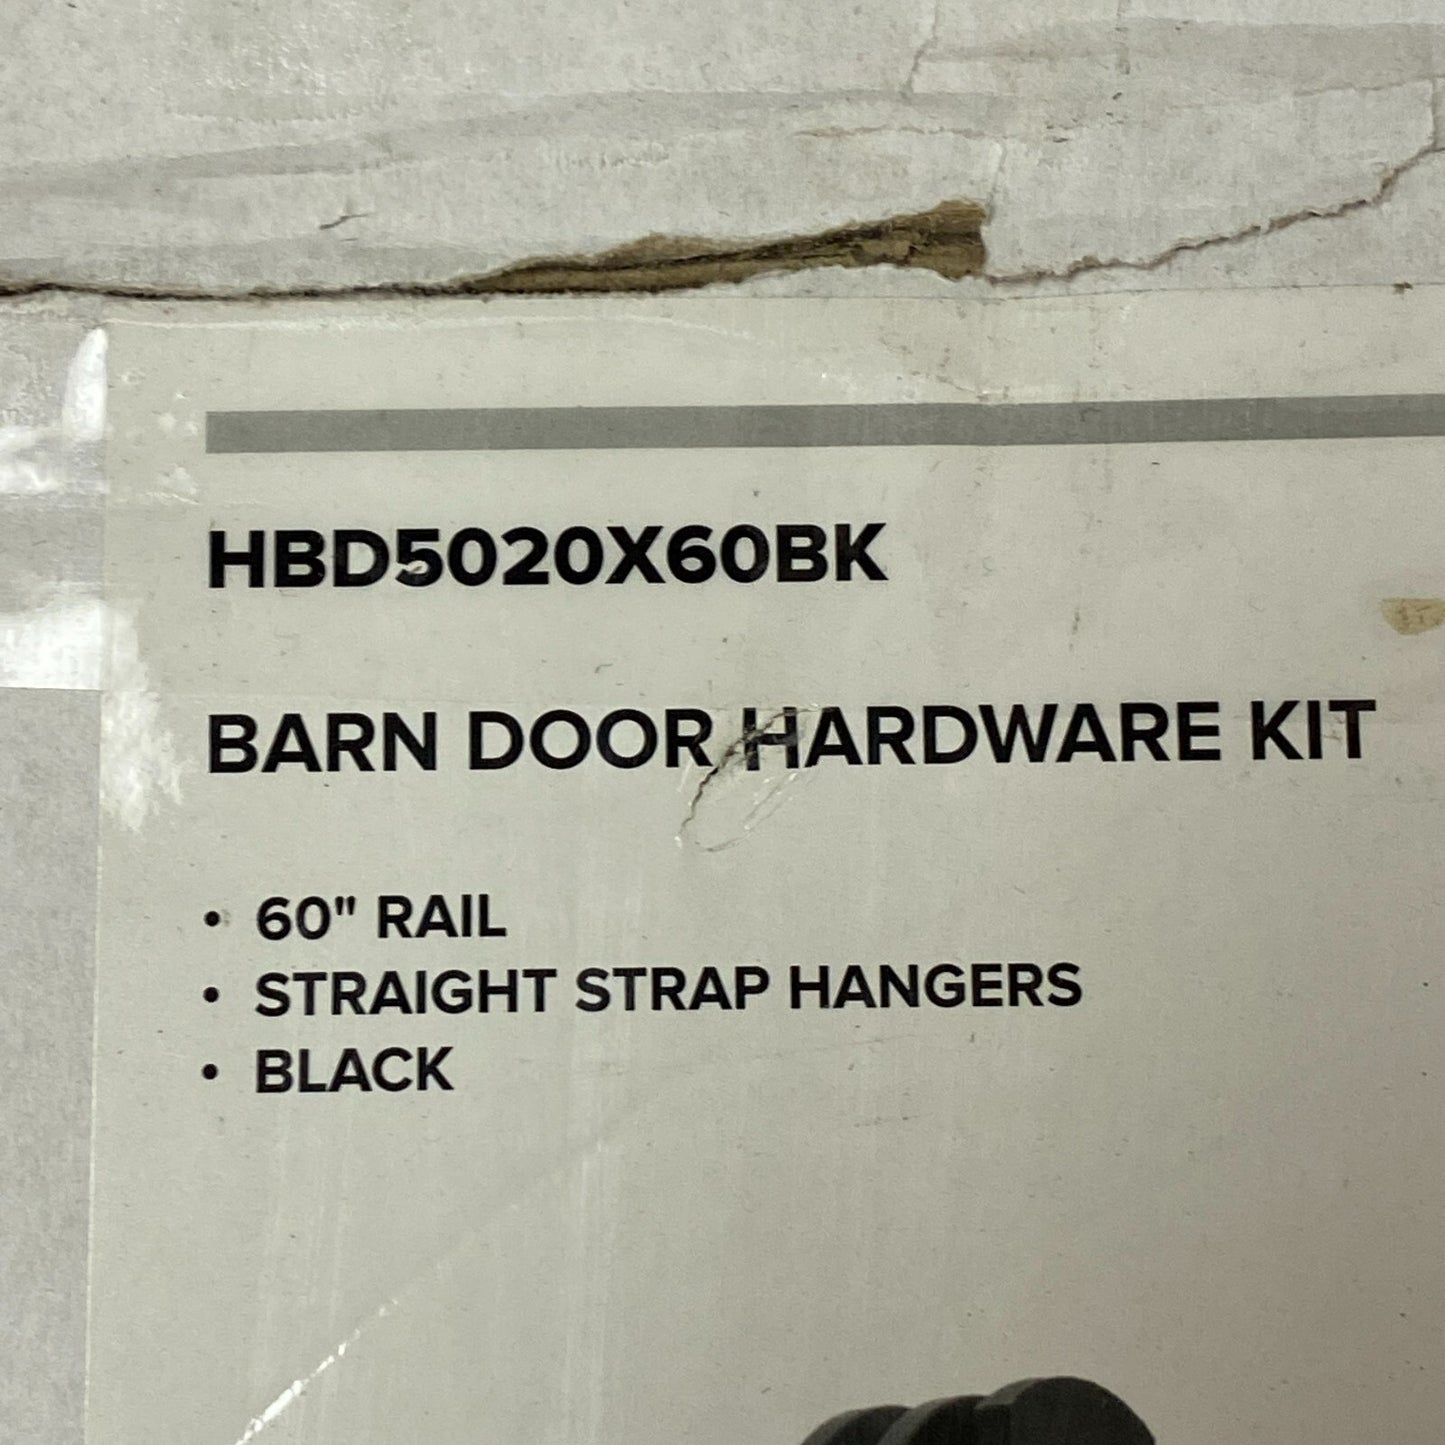 HBD5020X60BK
BARN DOOR HARDWARE KIT
• 60" RAIL
• STRAIGHT STRAP HANGERS
• BLACK